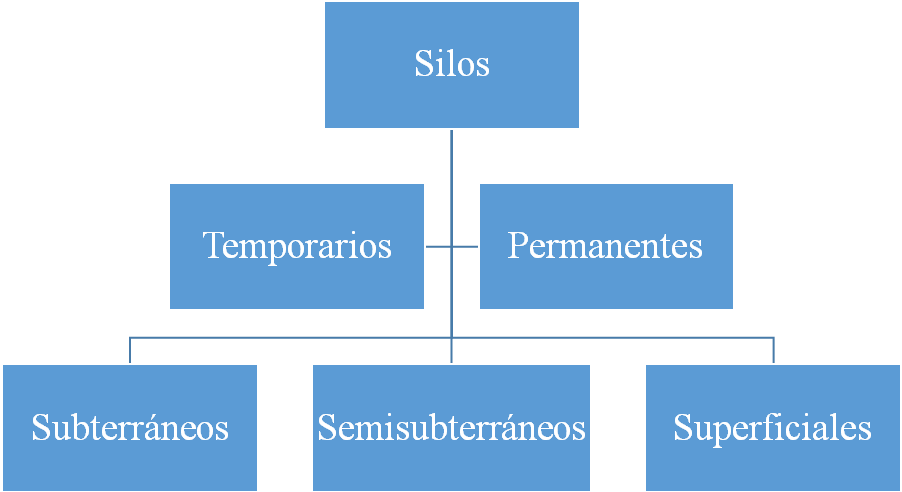 Silos
Temporarios
Permanentes
Subterráneos
Semisubterráneos
Superficiales